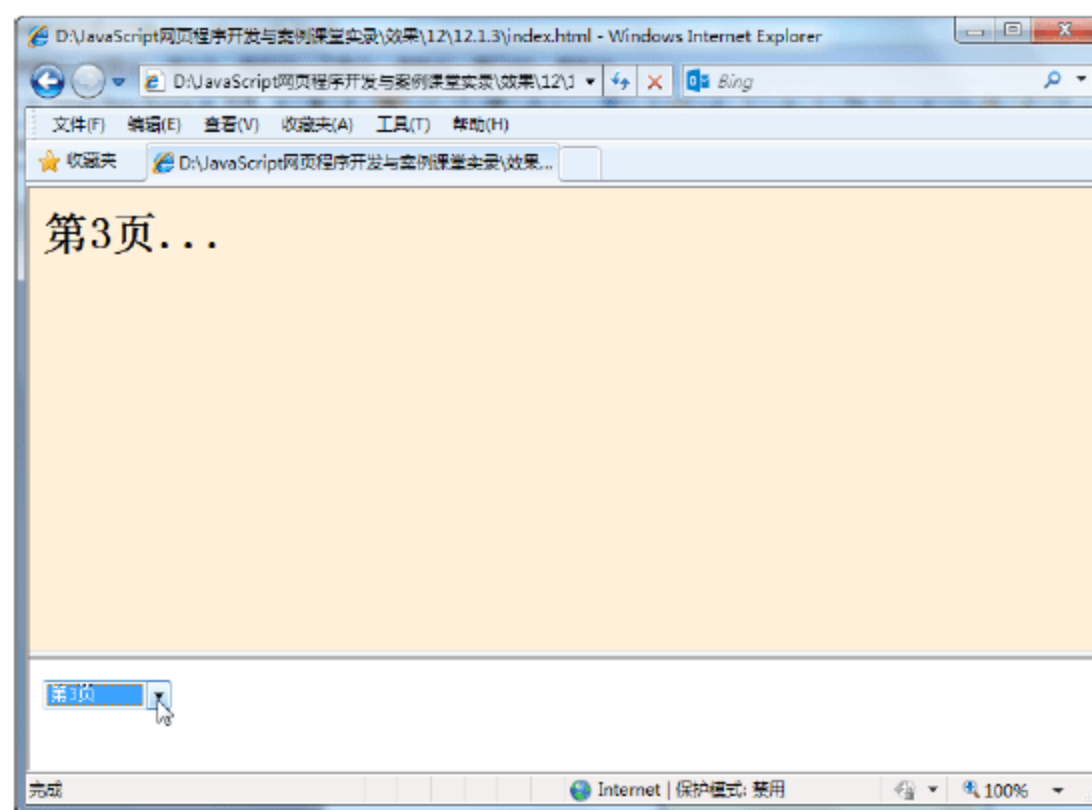 D:\JavaScript网页程序开发与案例课堂实录\效果\12\12.1.3\index.html - Windows Internet Explorer
D:\JavaScript网页程序开发与案例课堂实录\效果\12\1 Bing
文件(F) 编辑(E) 查看(V) 收藏夹(A) 工具(T) 帮助(H)
收藏夹 D:\JavaScript网页程序开发与案例课堂实录\效果...
第3页...
第3页
完成 Internet | 保护模式: 禁用 100%